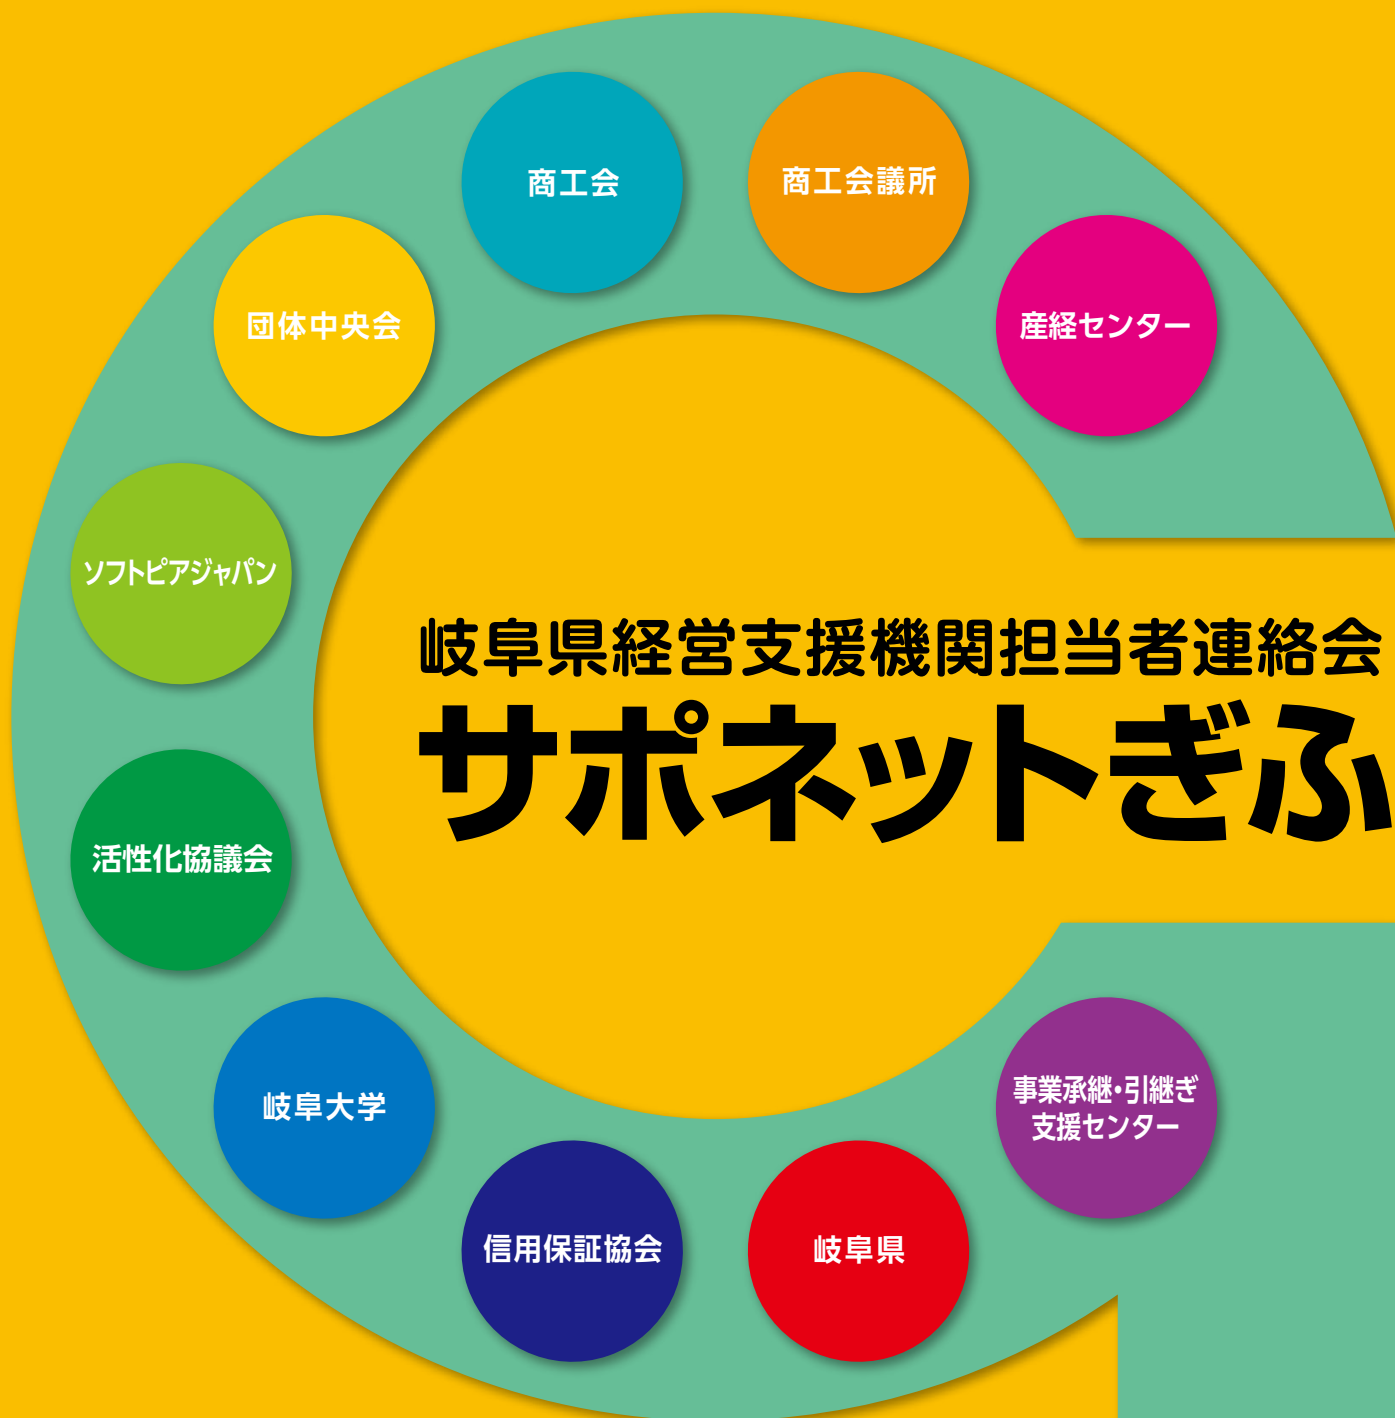 商工会
商工会議所
団体中央会
産経センター
ソフトピアジャパン
岐阜県経営支援機関担当者連絡会
サポネットぎふ
活性化協議会
岐阜大学
事業承継・引継ぎ
支援センター
信用保証協会
岐阜県